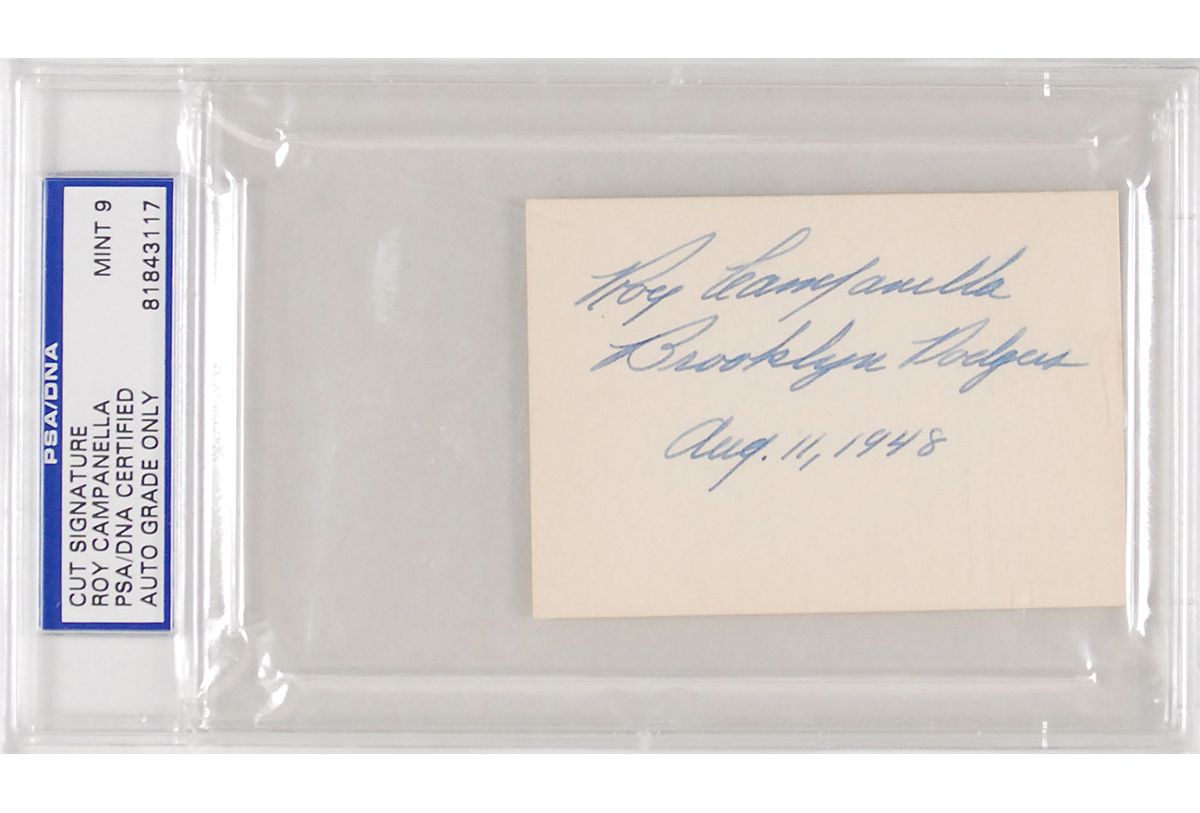 PSA/DNA
CUT SIGNATURE
ROY CAMPANELLA
PSA/DNA CERTIFIED
AUTO GRADE ONLY
MINT 9
81843117
Roy Campanella
Brooklyn Dodgers
Aug. 11, 1948